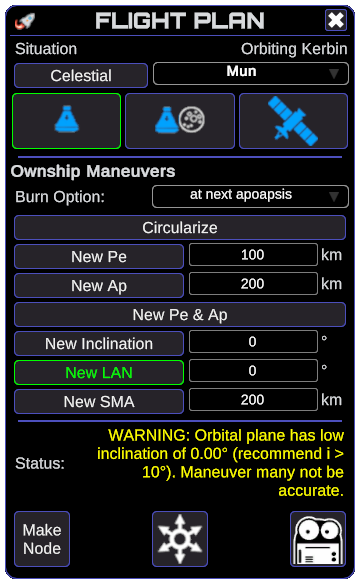 FLIGHT PLAN
Situation Orbiting Kerbin
Celestial Mun
Ownship Maneuvers
Burn Option: at next apoapsis
Circularize
New Pe 100 km
New Ap 200 km
New Pe & Ap
New Inclination 0 °
New LAN 0 °
New SMA 200 km
WARNING: Orbital plane has low
inclination of 0.00° (recommend i >
Status: 10°). Maneuver many not be
accurate.
Make
Node